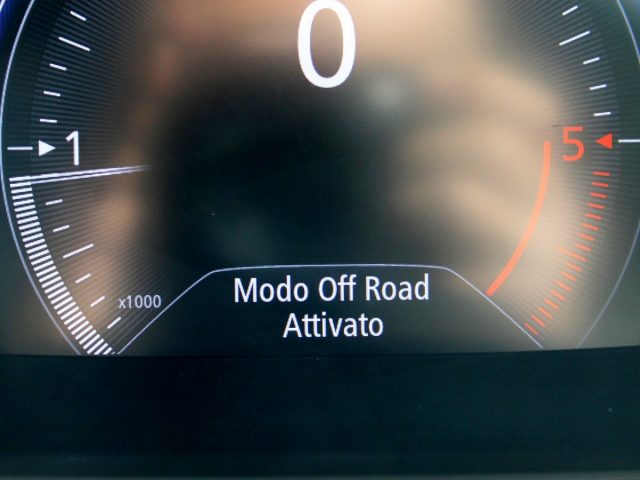 0
1
5
x1000
Modo Off Road
Attivato